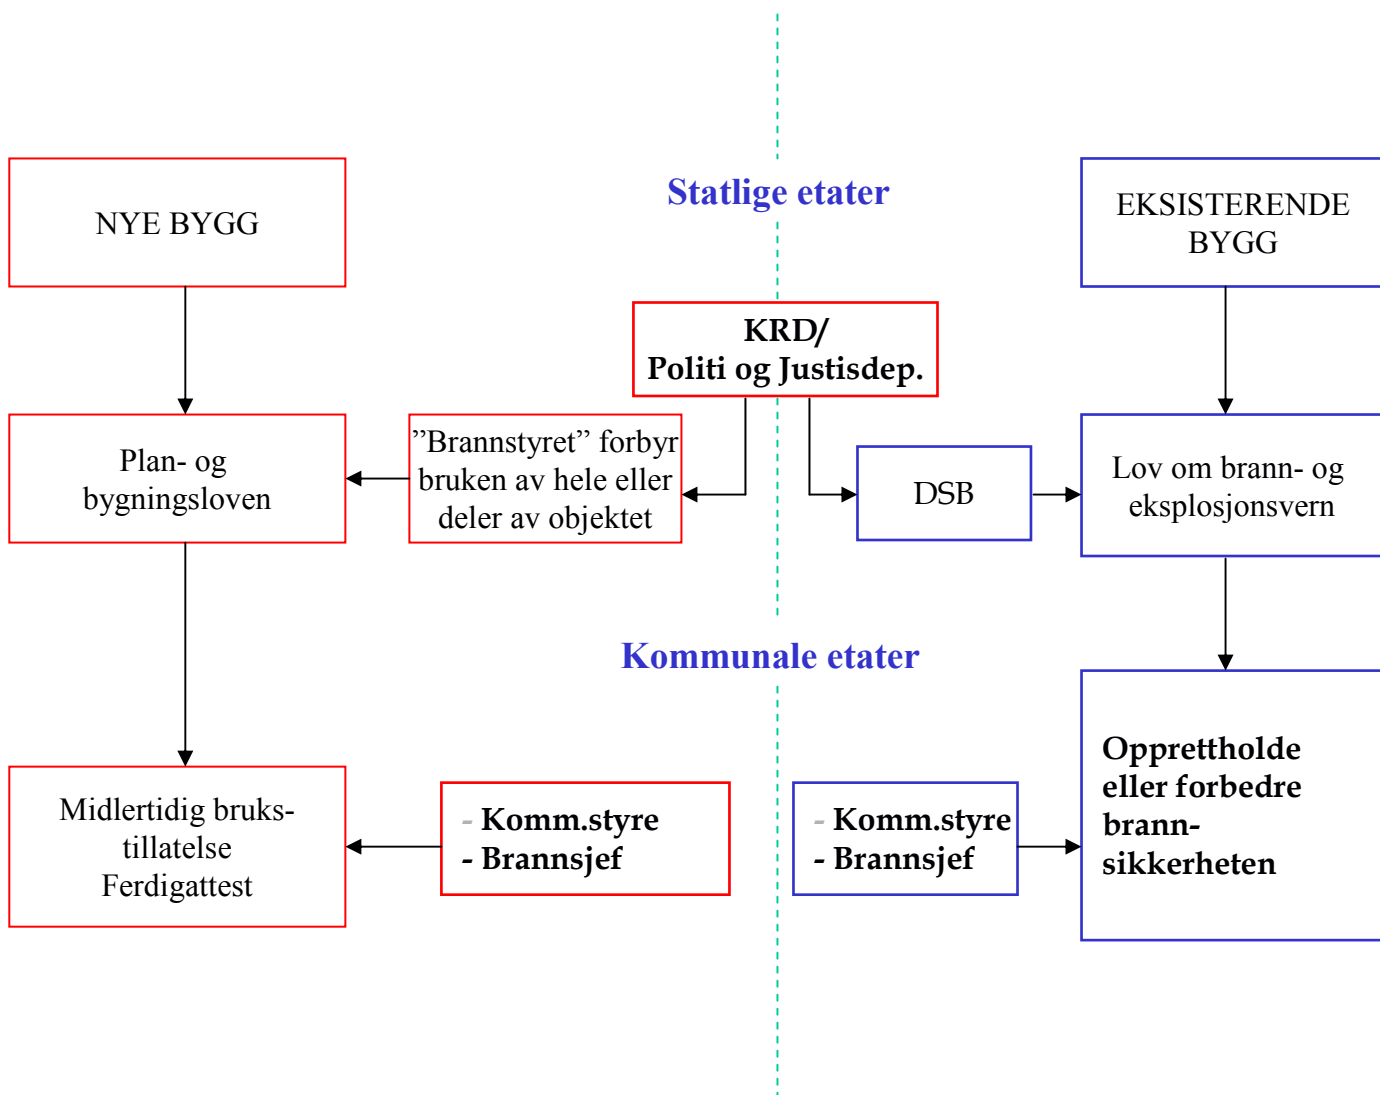 Statlige etater
NYE BYGG
EKSISTERENDE
BYGG
KRD/
Politi og Justisdep.
Plan- og
bygningsloven
”Brannstyret” forbyr
bruken av hele eller
deler av objektet
DSB
Lov om brann- og
eksplosjonsvern
Kommunale etater
Midlertidig bruks-
tillatelse
Ferdigattest
- Komm.styre
- Brannsjef
- Komm.styre
- Brannsjef
Opprettholde
eller forbedre
brann-
sikkerheten